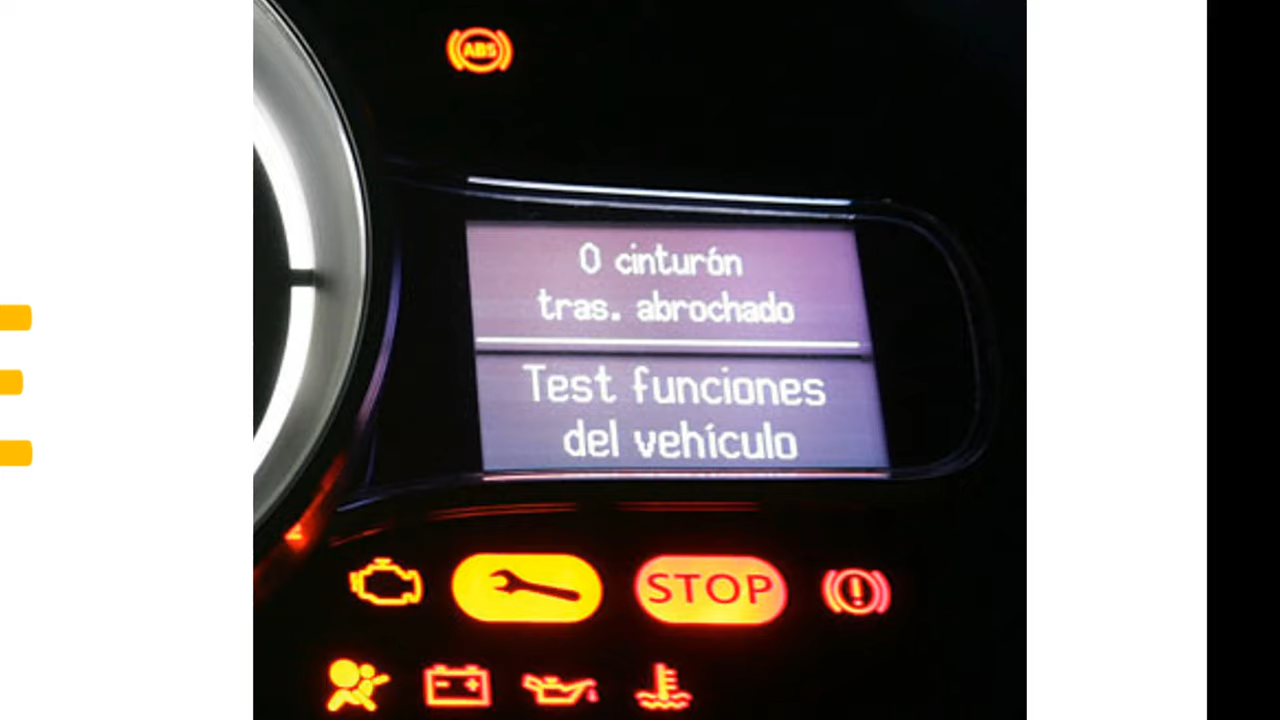 ABS
0 cinturón
tras. abrochado
Test funciones
del vehículo
STOP